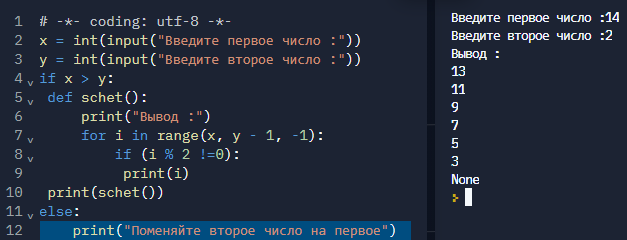 1 # -*- coding: utf-8 -*-
2 x = int(input("Введите первое число :"))
3 y = int(input("Введите второе число :"))
4 if x > y:
5 def schet():
6 print("Вывод :")
7 for i in range(x, y - 1, -1):
8 if (i % 2 !=0):
9 print(i)
10 print(schet())
11 else:
12 print("Поменяйте второе число на первое")
Введите первое число :14
Введите второе число :2
Вывод :
13
11
9
7
5
3
None
>